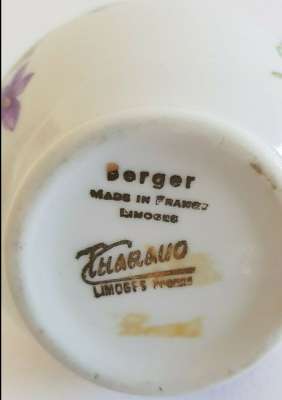 Berger
MADE IN FRANCE
LIMOGES
THARAUD
LIMOGES FRANCE